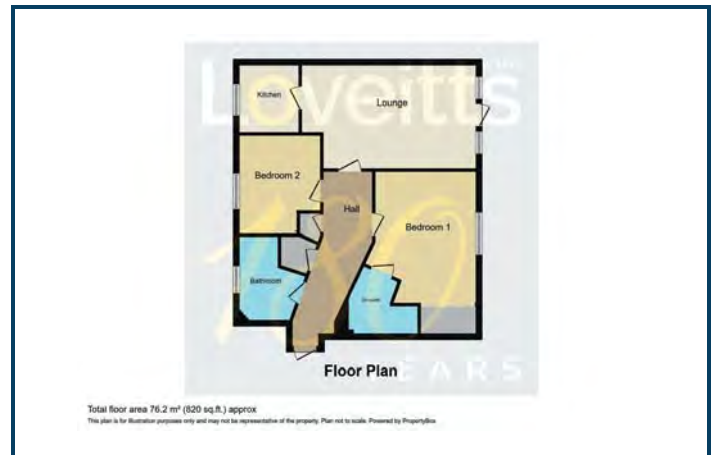 Loveitts
Kitchen
Lounge
Bedroom 2
Hall
Bedroom 1
Bathroom
180
YEARS
Floor Plan
Total floor area 76.2 m² (820 sq.ft.) approx
This plan is for illustration purposes only and may not be representative of the property. Plan not to scale. Powered by PropertyBox